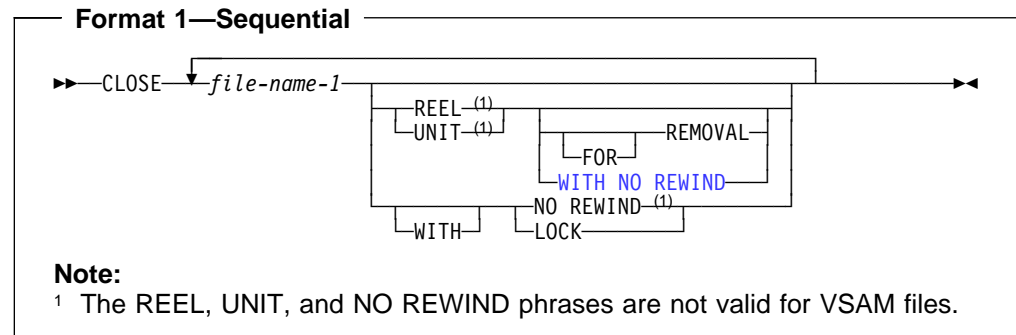 Format 1—Sequential
CLOSE file-name-1
REEL (1)
UNIT (1) REMOVAL
FOR
WITH NO REWIND
NO REWIND (1)
WITH LOCK
Note:
1 The REEL, UNIT, and NO REWIND phrases are not valid for VSAM files.